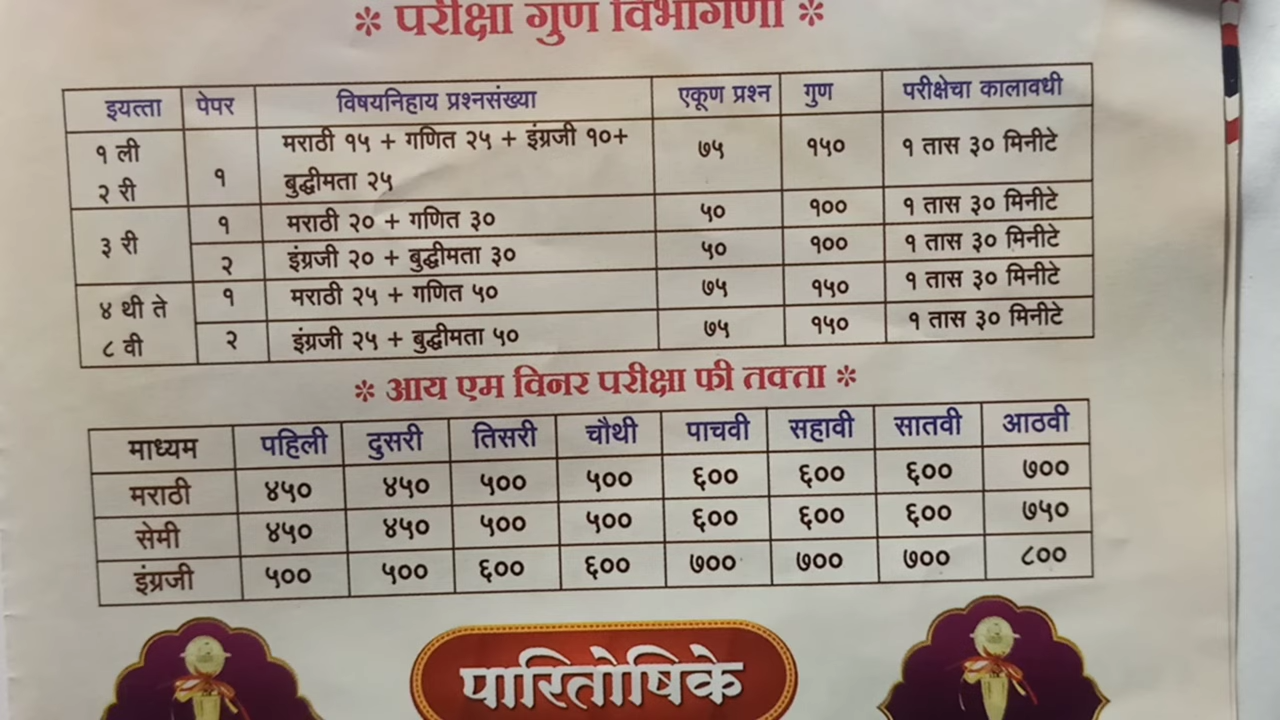 * परीक्षा गुण विभागणी *
इयत्ता पेपर विषयनिहाय प्रश्नसंख्या एकूण प्रश्न गुण परीक्षेचा कालावधी
१ ली २ री १ मराठी १५ + गणित २५ + इंग्रजी १०+ ७५ १५० १ तास ३० मिनीटे
बुद्धीमता २५
३ री १ मराठी २० + गणित ३० ५० १०० १ तास ३० मिनीटे
२ इंग्रजी २० + बुद्धीमता ३० ५० १०० १ तास ३० मिनीटे
४ थी ते ८ वी १ मराठी २५ + गणित ५० ७५ १५० १ तास ३० मिनीटे
२ इंग्रजी २५ + बुद्धीमता ५० ७५ १५० १ तास ३० मिनीटे
* आय एम विनर परीक्षा फी तक्ता *
माध्यम पहिली दुसरी तिसरी चौथी पाचवी सहावी सातवी आठवी
मराठी ४५० ४५० ५०० ५०० ६०० ६०० ६०० ७००
सेमी ४५० ४५० ५०० ५०० ६०० ६०० ६०० ७५०
इंग्रजी ५०० ५०० ६०० ६०० ७०० ७०० ७०० ८००
पारितोषिके